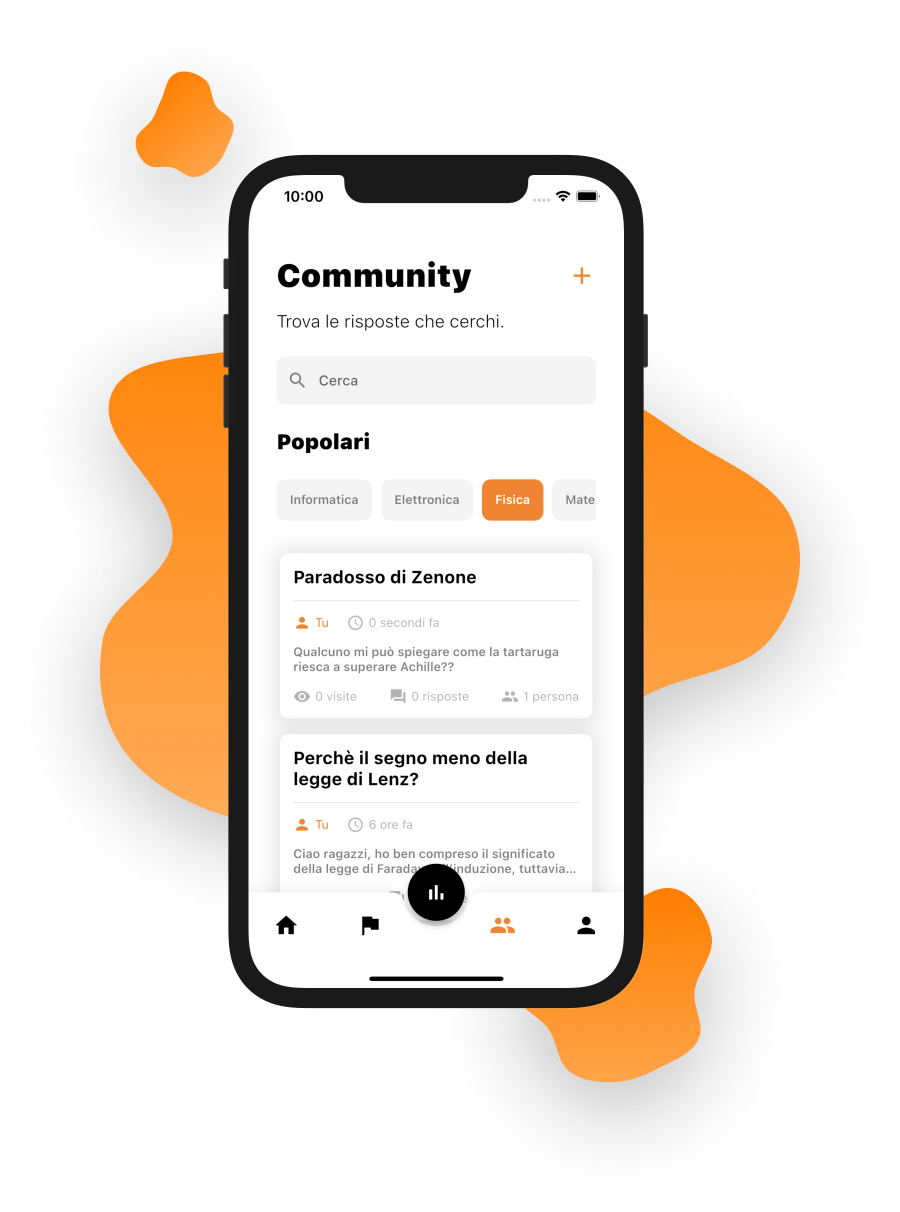 10:00
Community
Trova le risposte che cerchi.
Cerca
Popolari
Informatica Elettronica Fisica Mate
Paradosso di Zenone
Tu 0 secondi fa
Qualcuno mi può spiegare come la tartaruga
riesca a superare Achille??
0 visite 0 risposte 1 persona
Perchè il segno meno della
legge di Lenz?
Tu 6 ore fa
Ciao ragazzi, ho ben compreso il significato
della legge di Faraday induzione, tuttavia...